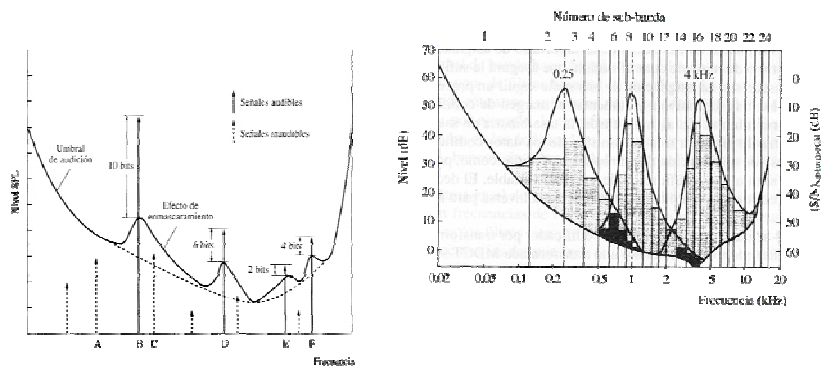 Señales audibles
Señales inaudibles
Umbral
de audición
10 bits
Efecto de
enmascaramiento
6 bits
4 bits
2 bits
A B C D E F
Frecuencia
Número de sub-banda
1 2 3 4 6 8 10 12 14 16 18 20 22 24
70
60
50
40
30
20
10
0
0,25
1
4 kHz
0
10
20
30
40
50
60
Nivel (dB)
0.02 0.05 0.1 0.2 0.5 1 2 5 10 20
Frecuencia (kHz)